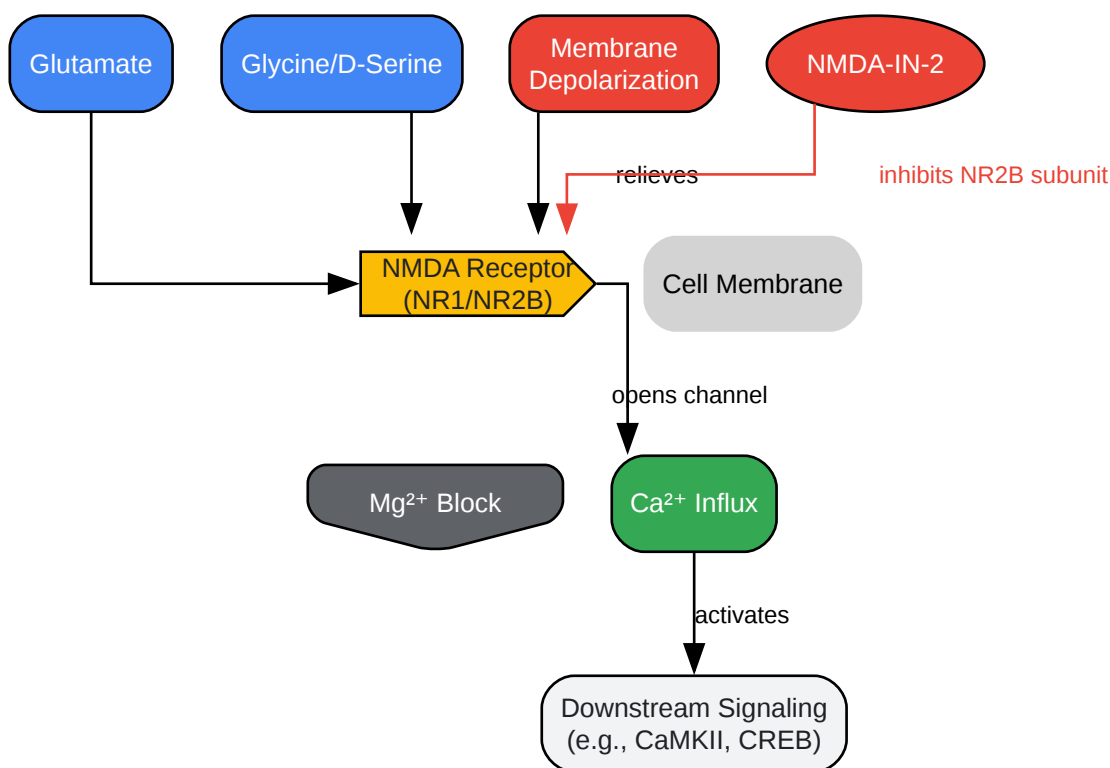 Glutamate
Glycine/D-Serine
Membrane
Depolarization
NMDA-IN-2
relieves
inhibits NR2B subunit
NMDA Receptor
(NR1/NR2B)
Cell Membrane
opens channel
Mg²⁺ Block
Ca²⁺ Influx
activates
Downstream Signaling
(e.g., CaMKII, CREB)